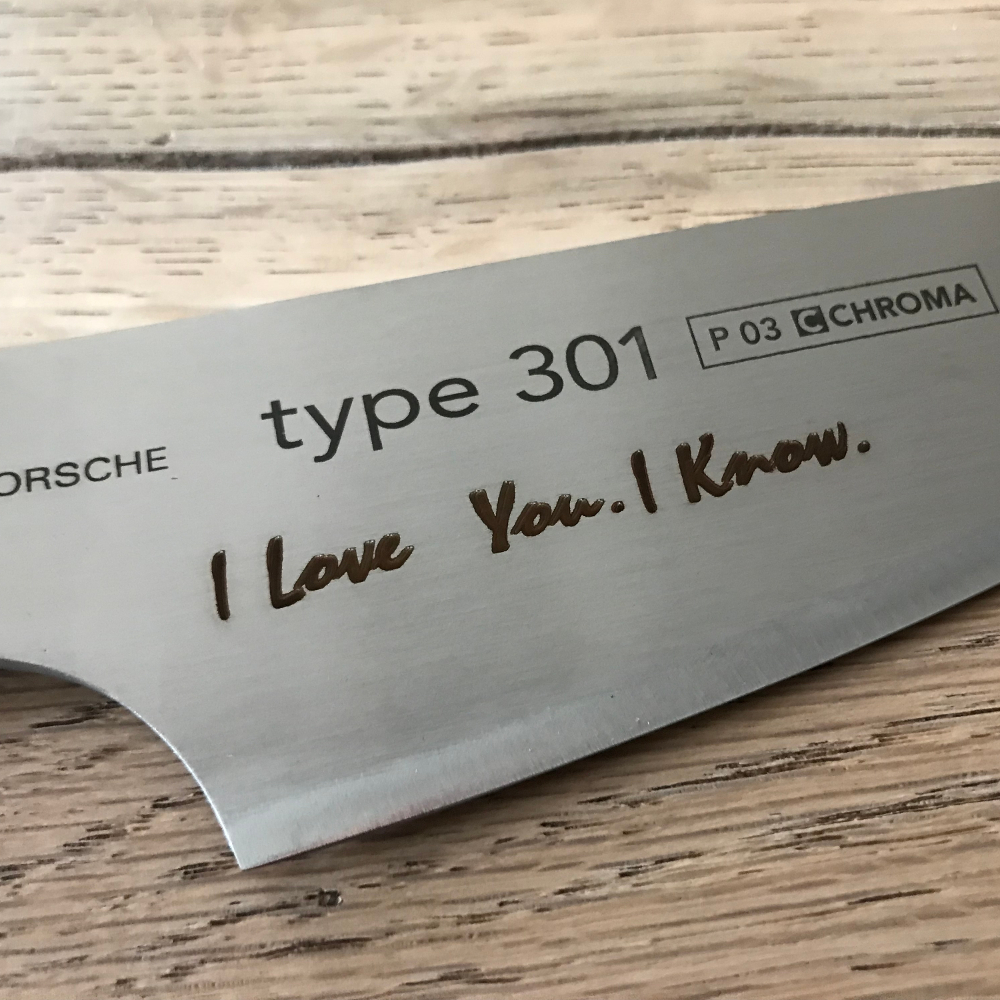 ORSCHE
type 301
P 03 C CHROMA
I Love You. I Know.